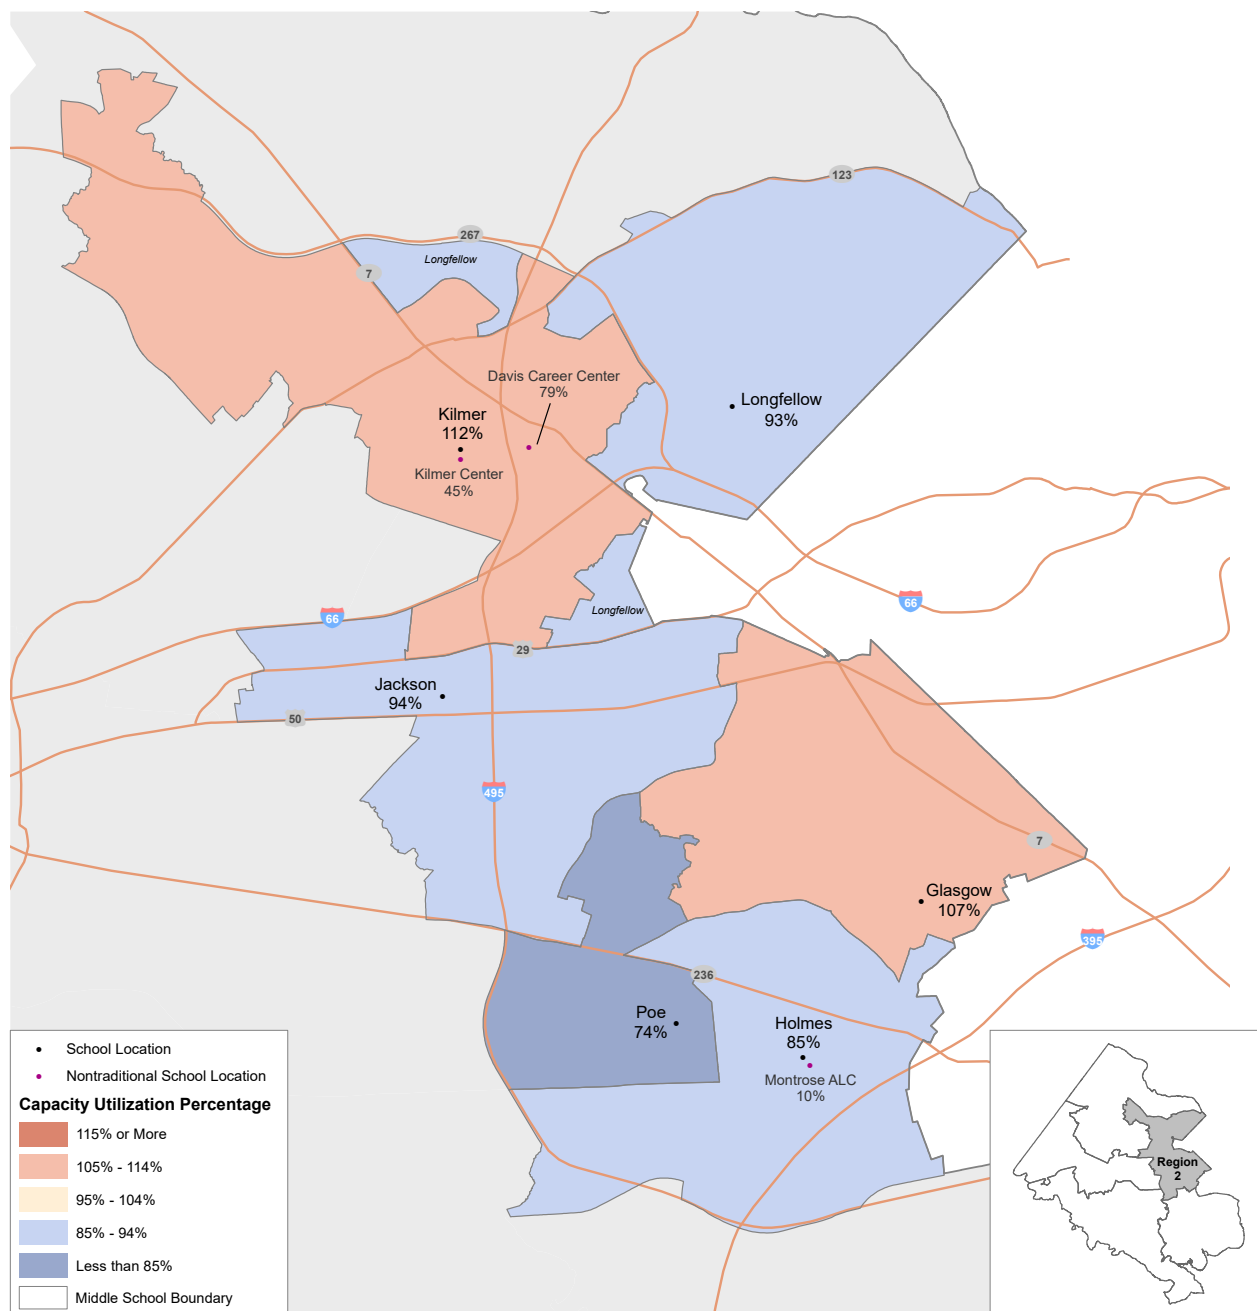 123
267
Longfellow
7
Davis Career Center
79%
Longfellow
93%
Kilmer
112%
Kilmer Center
45%
66
66
Longfellow
29
Jackson
94%
50
495
7
Glasgow
107%
395
236
Poe
74%
Holmes
85%
Montrose ALC
10%
School Location
Nontraditional School Location
Capacity Utilization Percentage
115% or More
105% - 114%
95% - 104%
85% - 94%
Less than 85%
Middle School Boundary
Region
2